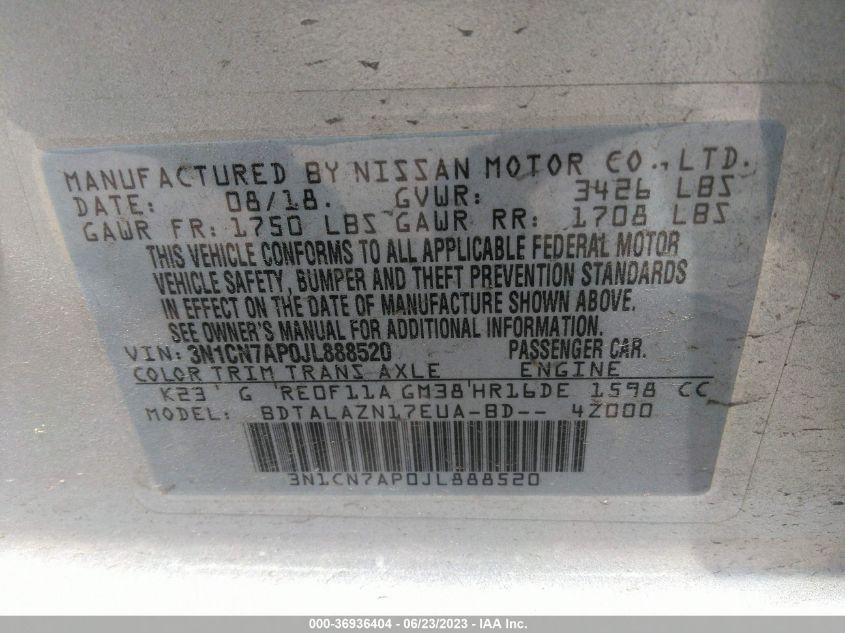 MANUFACTURED BY NISSAN MOTOR CO., LTD.
DATE: 08/18. GVWR: 3426 LBS
GAWR FR: 1750 LBS GAWR RR: 1708 LBS
THIS VEHICLE CONFORMS TO ALL APPLICABLE FEDERAL MOTOR
VEHICLE SAFETY, BUMPER AND THEFT PREVENTION STANDARDS
IN EFFECT ON THE DATE OF MANUFACTURE SHOWN ABOVE.
SEE OWNER'S MANUAL FOR ADDITIONAL INFORMATION.
VIN: 3N1CN7AP0JL888520 PASSENGER CAR.
COLOR TRIM TRANS AXLE ENGINE
K23 G RE0F11A GM38 HR16DE 1598 CC
MODEL: BDTALAZN17EUA-BD-- 4Z000
3N1CN7AP0JL888520
000-36936404 - 06/23/2023 - IAA Inc.